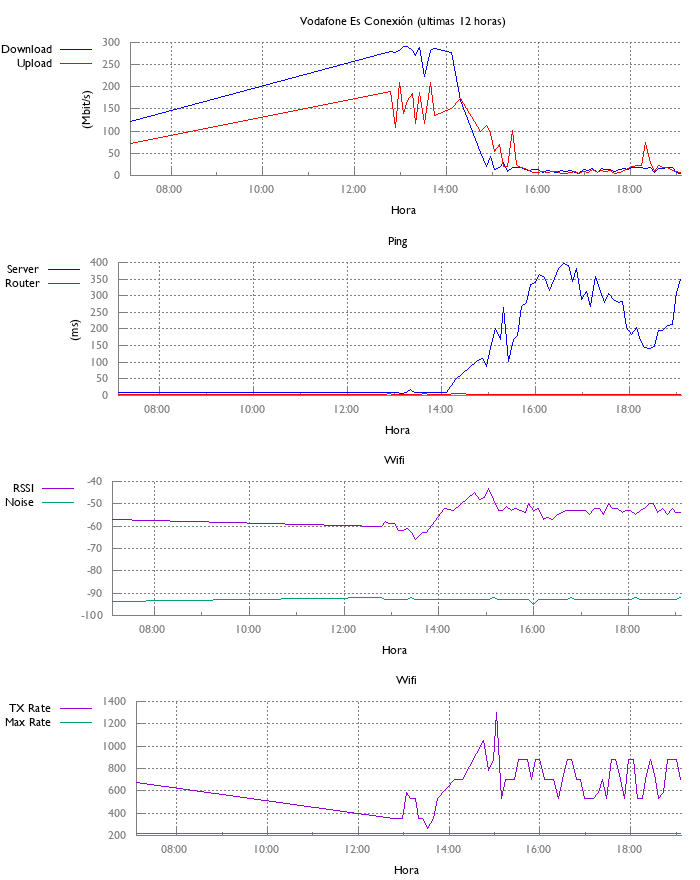 Vodafone Es Conexión (ultimas 12 horas)
Download
Upload
(Mbit/s)
300
250
200
150
100
50
0
08:00 10:00 12:00 14:00 16:00 18:00
Hora
Ping
Server
Router
(ms)
400
350
300
250
200
150
100
50
0
08:00 10:00 12:00 14:00 16:00 18:00
Hora
Wifi
RSSI
Noise
-40
-50
-60
-70
-80
-90
-100
08:00 10:00 12:00 14:00 16:00 18:00
Hora
Wifi
TX Rate
Max Rate
1400
1200
1000
800
600
400
200
08:00 10:00 12:00 14:00 16:00 18:00
Hora